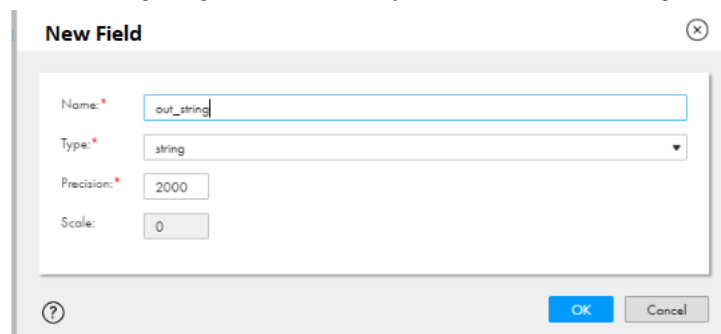 New Field
Name:*
out_string
Type:*
string
Precision:*
2000
Scale:
0
?
OK
Cancel